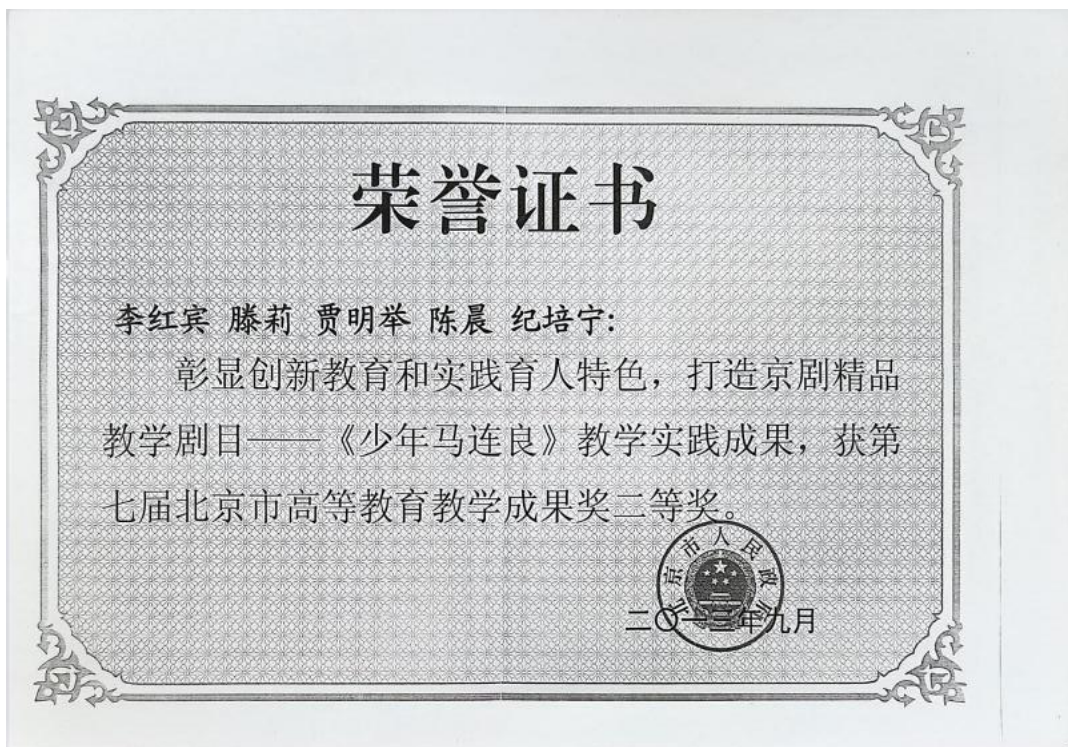 荣誉证书
李红宾 滕莉 贾明举 陈晨 纪培宁:
彰显创新教育和实践育人特色，打造京剧精品
教学剧目——《少年马连良》教学实践成果，获第
七届北京市高等教育教学成果奖二等奖。
北京市人民政府
二〇一三年九月